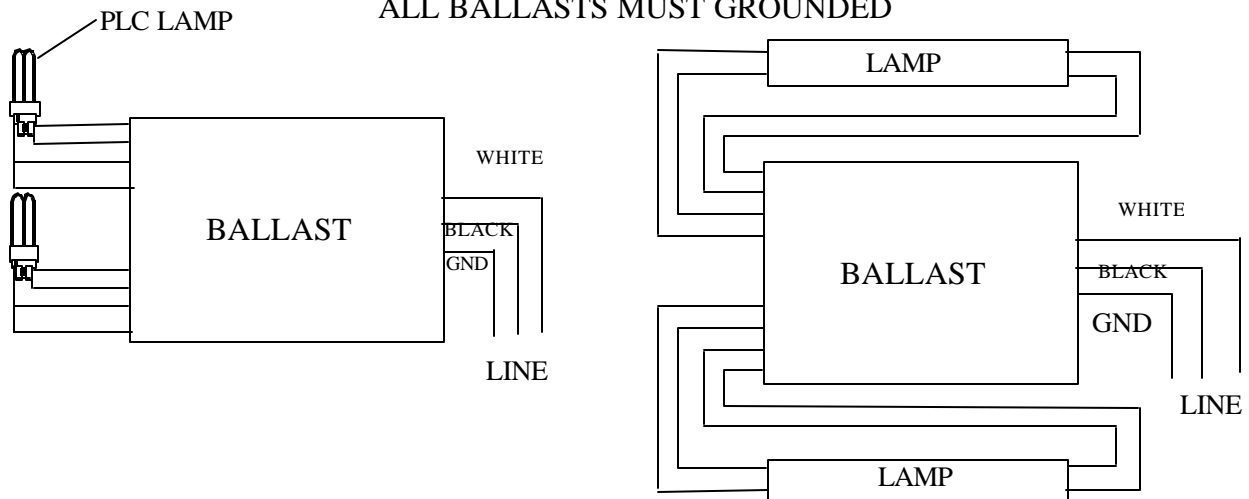 ALL BALLASTS MUST GROUNDED
PLC LAMP
BALLAST
WHITE
BLACK
GND
LINE
LAMP
BALLAST
WHITE
BLACK
GND
LINE
LAMP